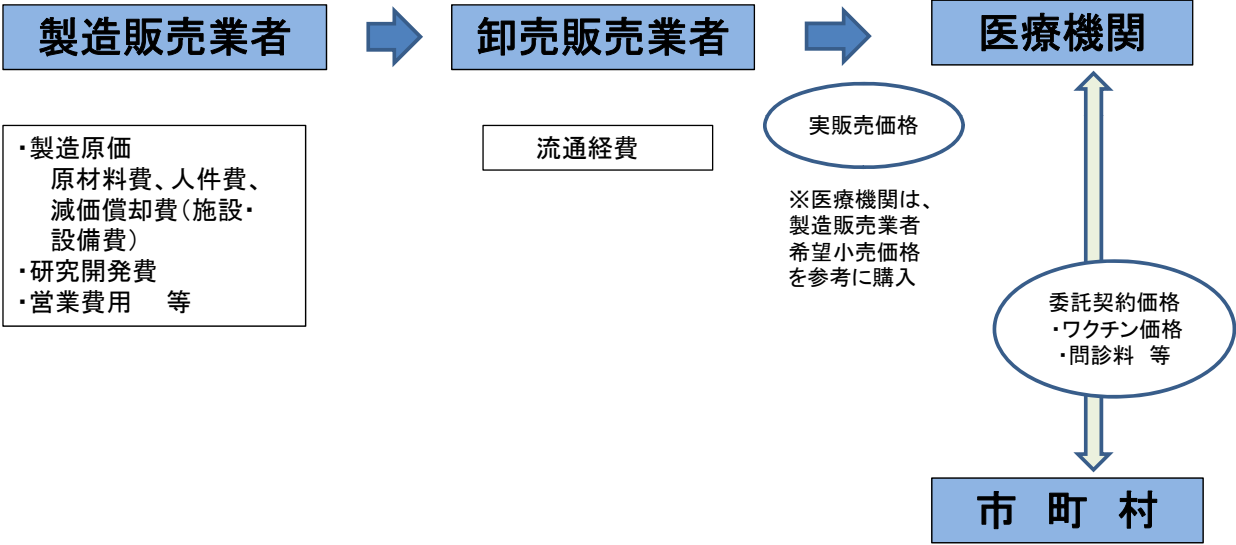 製造販売業者
卸売販売業者
医療機関
・製造原価
原材料費、人件費、
減価償却費(施設・
設備費)
・研究開発費
・営業費用　等
流通経費
実販売価格
※医療機関は、
製造販売業者
希望小売価格
を参考に購入
委託契約価格
・ワクチン価格
・問診料　等
市　町　村